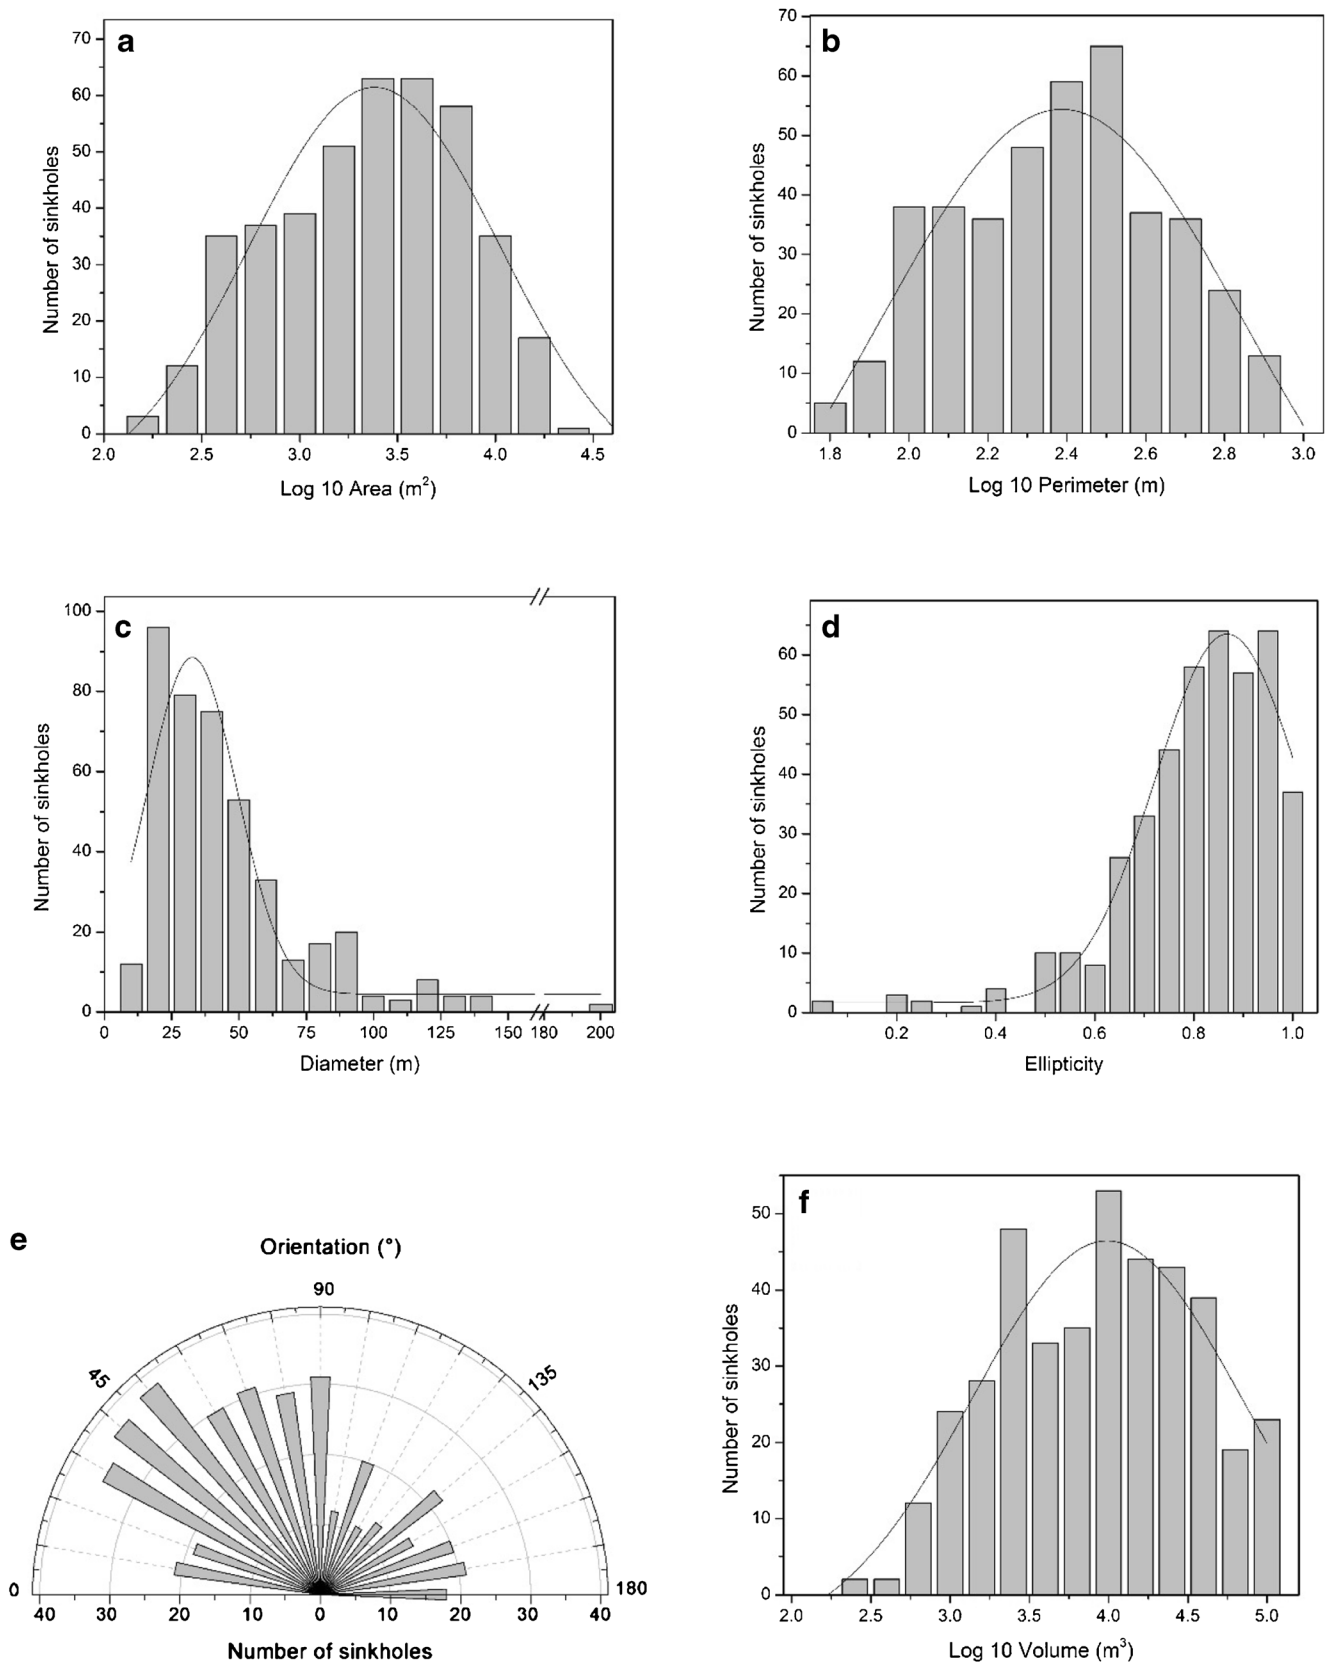 a
Number of sinkholes
70
60
50
40
30
20
10
0
2.0 2.5 3.0 3.5 4.0 4.5
Log 10 Area (m²)
b
Number of sinkholes
70
60
50
40
30
20
10
0
1.8 2.0 2.2 2.4 2.6 2.8 3.0
Log 10 Perimeter (m)
c
Number of sinkholes
100
80
60
40
20
0
0 25 50 75 100 125 150 180 200
Diameter (m)
d
Number of sinkholes
60
50
40
30
20
10
0
0.2 0.4 0.6 0.8 1.0
Ellipticity
e
Orientation (°)
90
45
135
0
180
40 30 20 10 0 10 20 30 40
Number of sinkholes
f
Number of sinkholes
50
40
30
20
10
0
2.0 2.5 3.0 3.5 4.0 4.5 5.0
Log 10 Volume (m³)